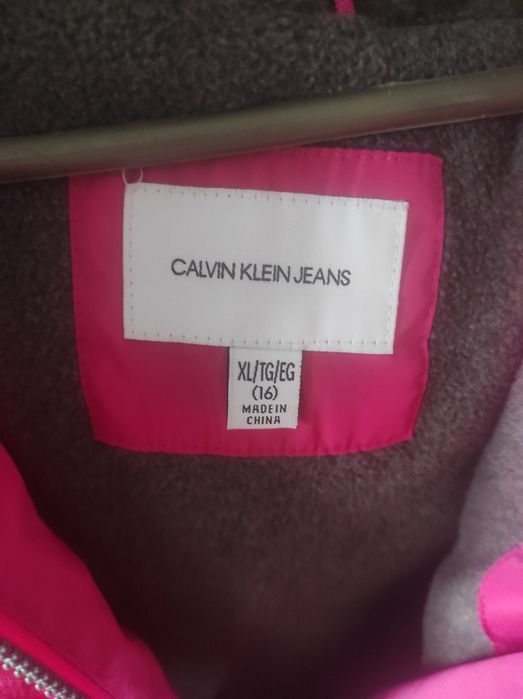 CALVIN KLEIN JEANS
XL/TG/EG
(16)
MADE IN
CHINA